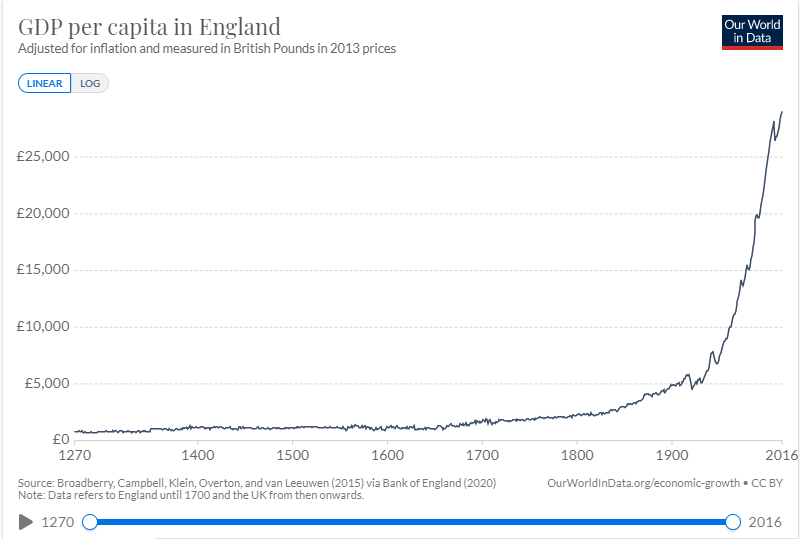 GDP per capita in England
Adjusted for inflation and measured in British Pounds in 2013 prices
Our World
in Data
LINEAR
LOG
£25,000
£20,000
£15,000
£10,000
£5,000
£0
1270
1400
1500
1600
1700
1800
1900
2016
Source: Broadberry, Campbell, Klein, Overton, and van Leeuwen (2015) via Bank of England (2020)
OurWorldInData.org/economic-growth • CC BY
Note: Data refers to England until 1700 and the UK from then onwards.
1270
2016